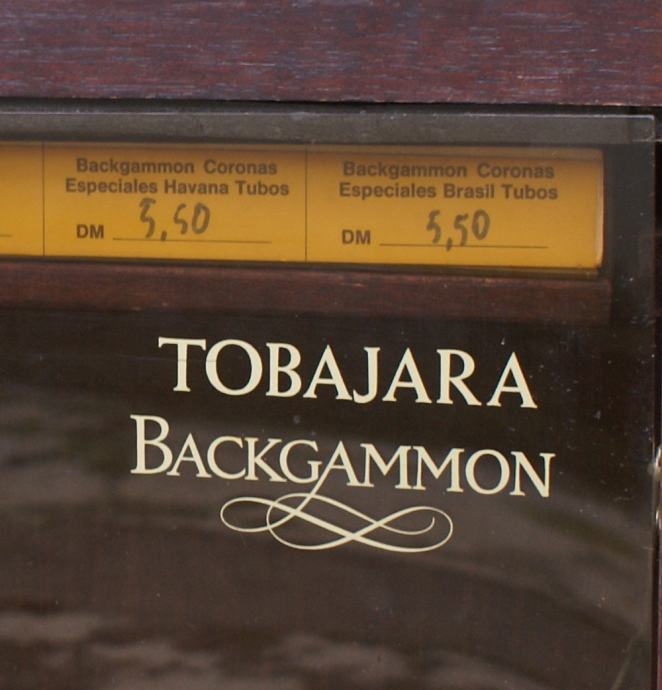 Backgammon Coronas
Especiales Havana Tubos
DM 5,50
Backgammon Coronas
Especiales Brasil Tubos
DM 5,50
TOBAJARA
BACKGAMMON